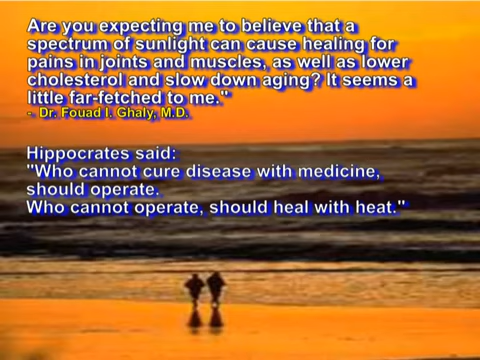 Are you expecting me to believe that a
spectrum of sunlight can cause healing for
pains in joints and muscles, as well as lower
cholesterol and slow down aging? It seems a
little far-fetched to me."
- Dr. Fouad I. Ghaly, M.D.
Hippocrates said:
"Who cannot cure disease with medicine,
should operate.
Who cannot operate, should heal with heat."